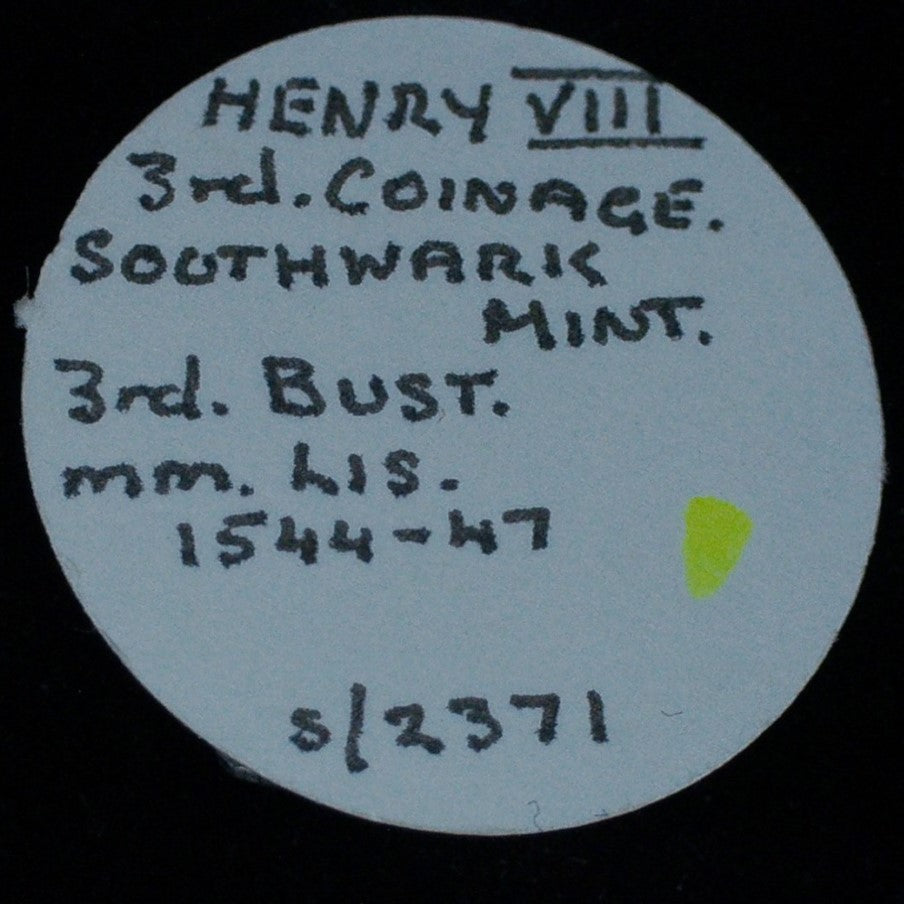 HENRY VIII
3rd. COINAGE.
SOUTHWARK
MINT.
3rd. BUST.
mm. LIS.
1544-47
s/2371